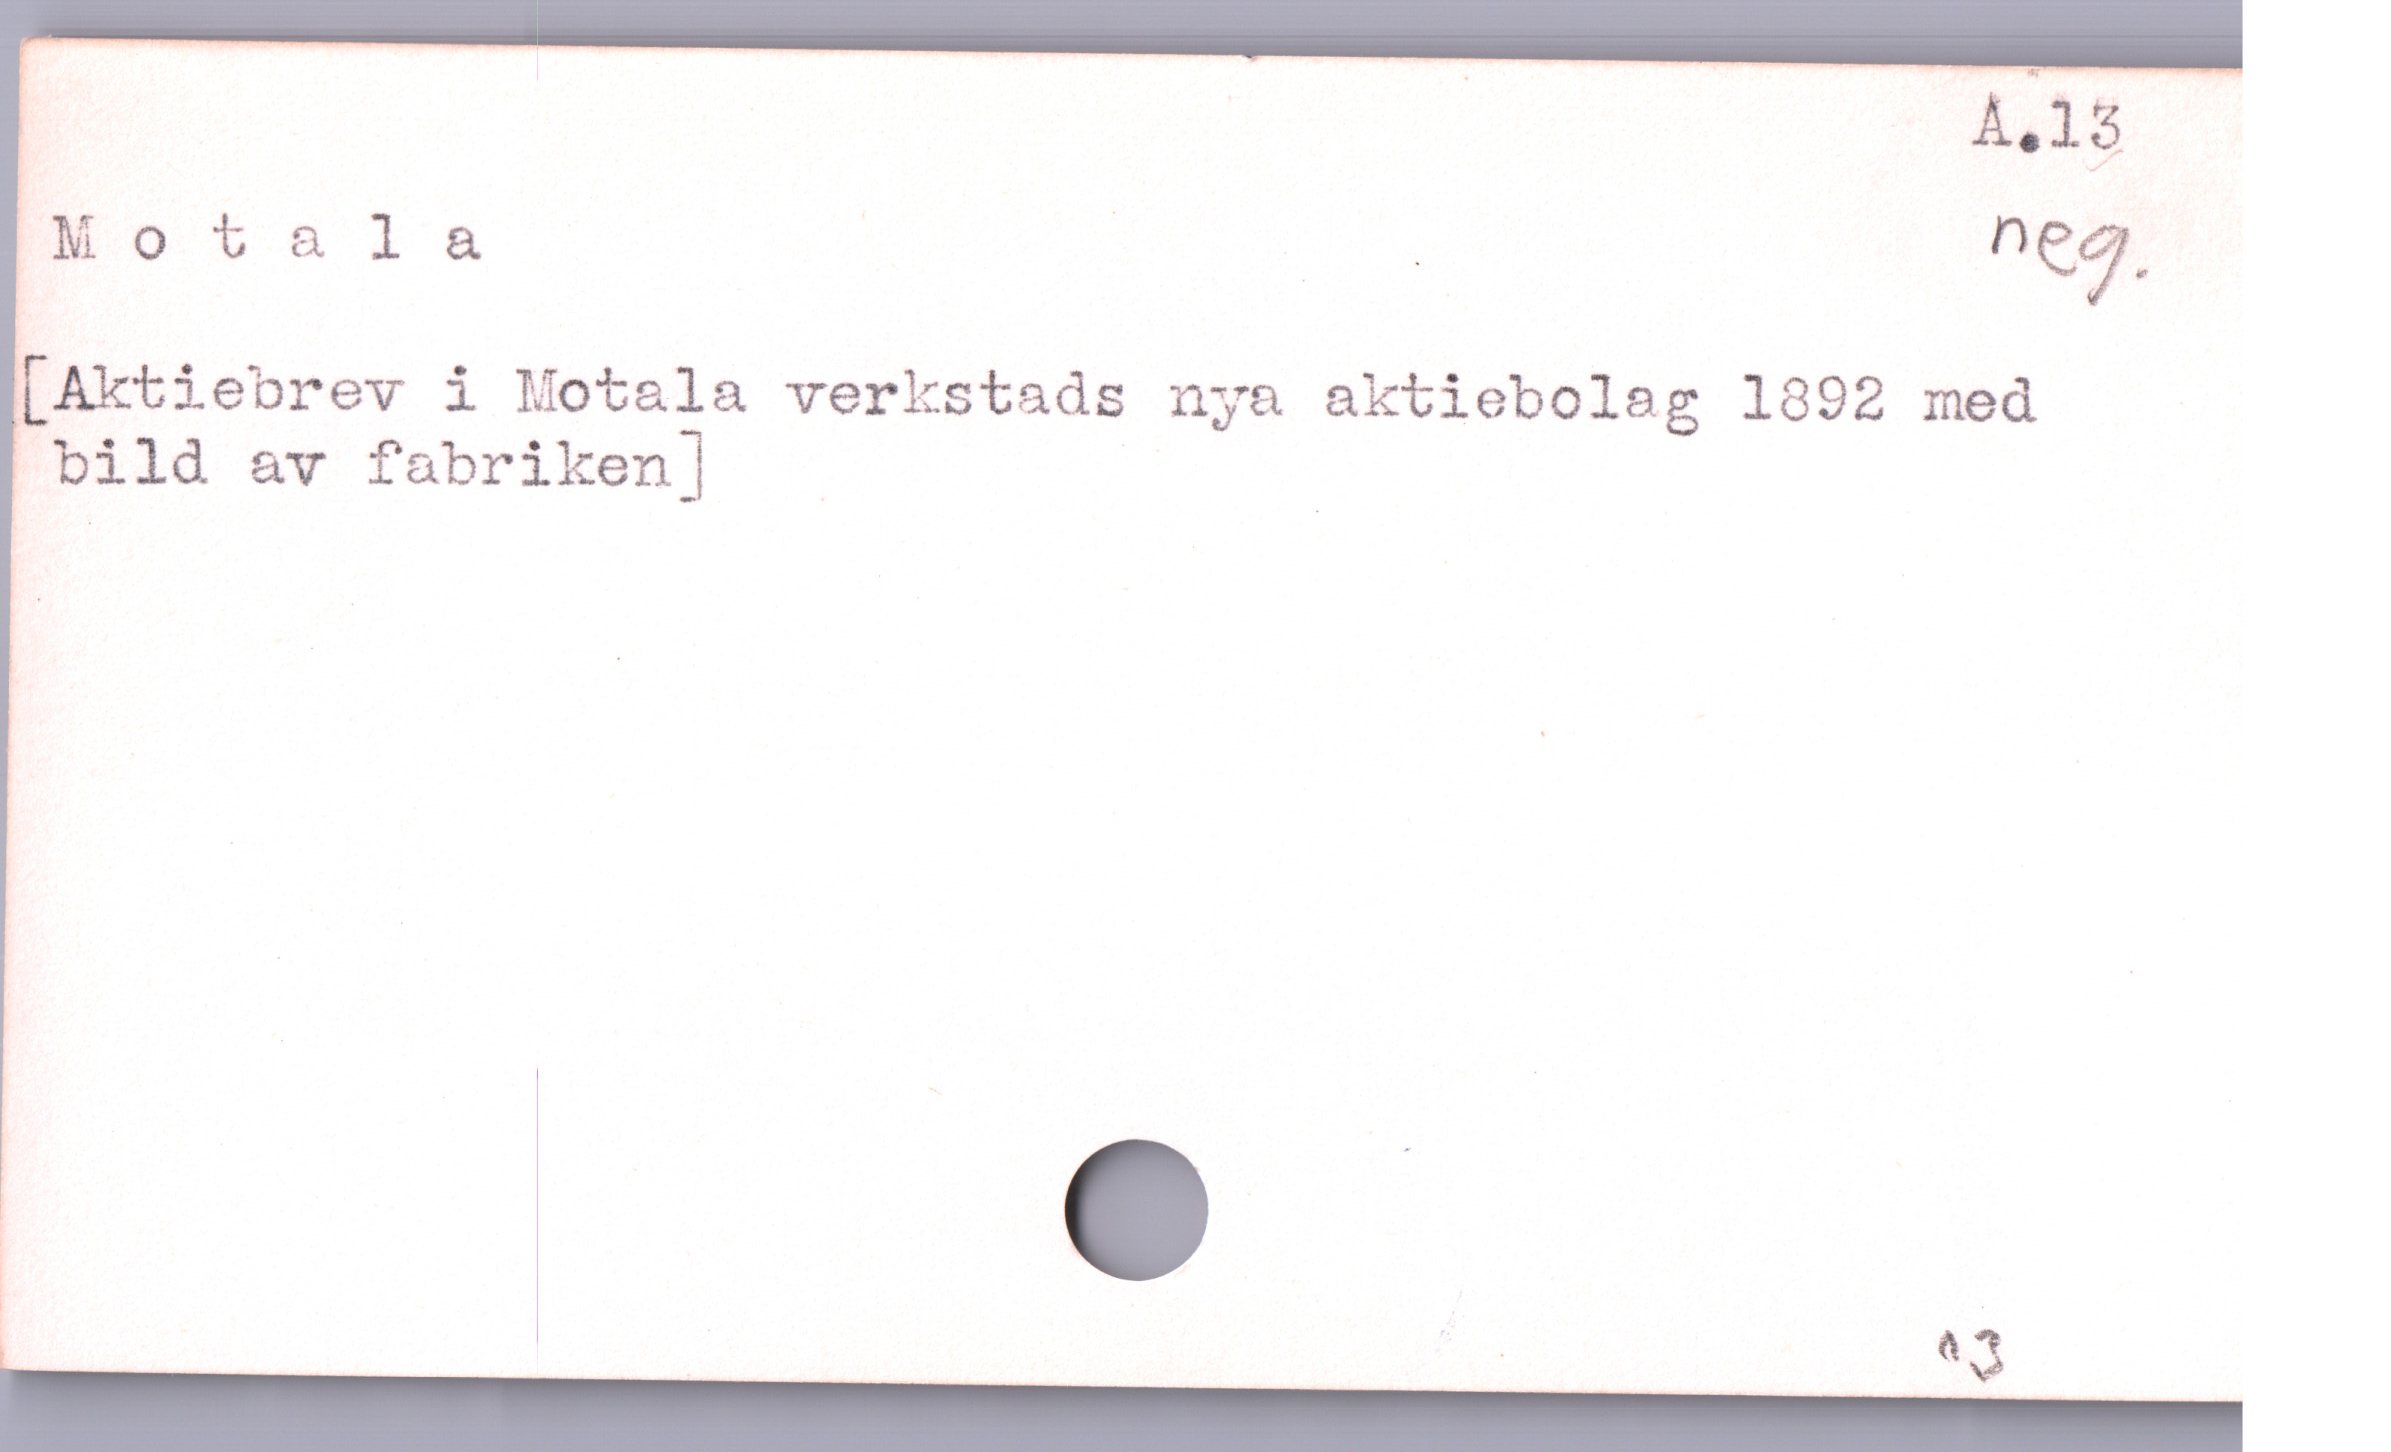 A.13
M o t a l a
neg.
[Aktiebrev i Motala verkstads nya aktiebolag 1892 med
bild av fabriken]